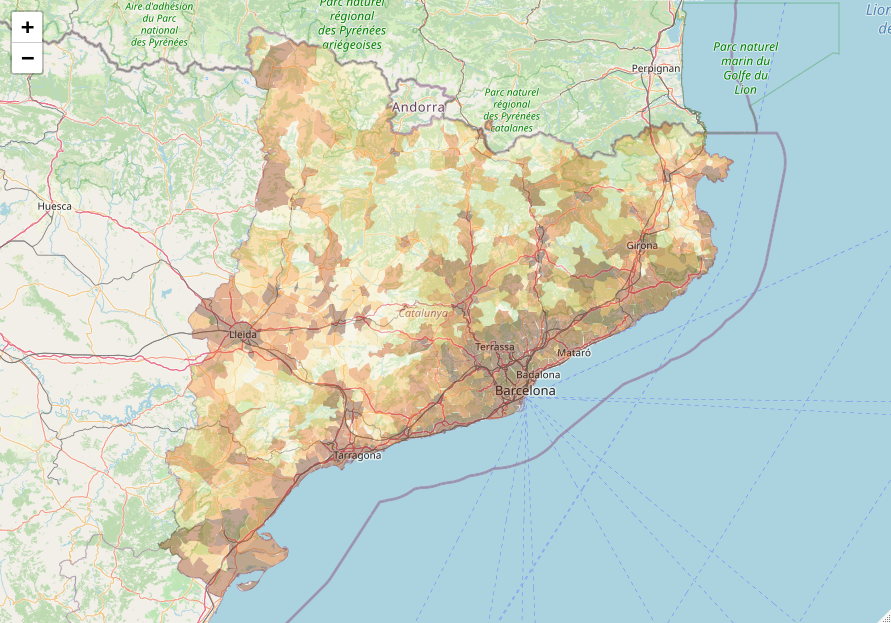 +
−
Aire d'adhésion
du Parc
national
des Pyrénées
Parc naturel
régional
des Pyrénées
ariégeoises
Parc naturel
marin du
Golfe du
Lion
Perpignan
Andorra
Parc naturel
régional
des Pyrénées
catalanes
Huesca
Girona
Catalunya
Lleida
Terrassa
Mataró
Badalona
Barcelona
Tarragona